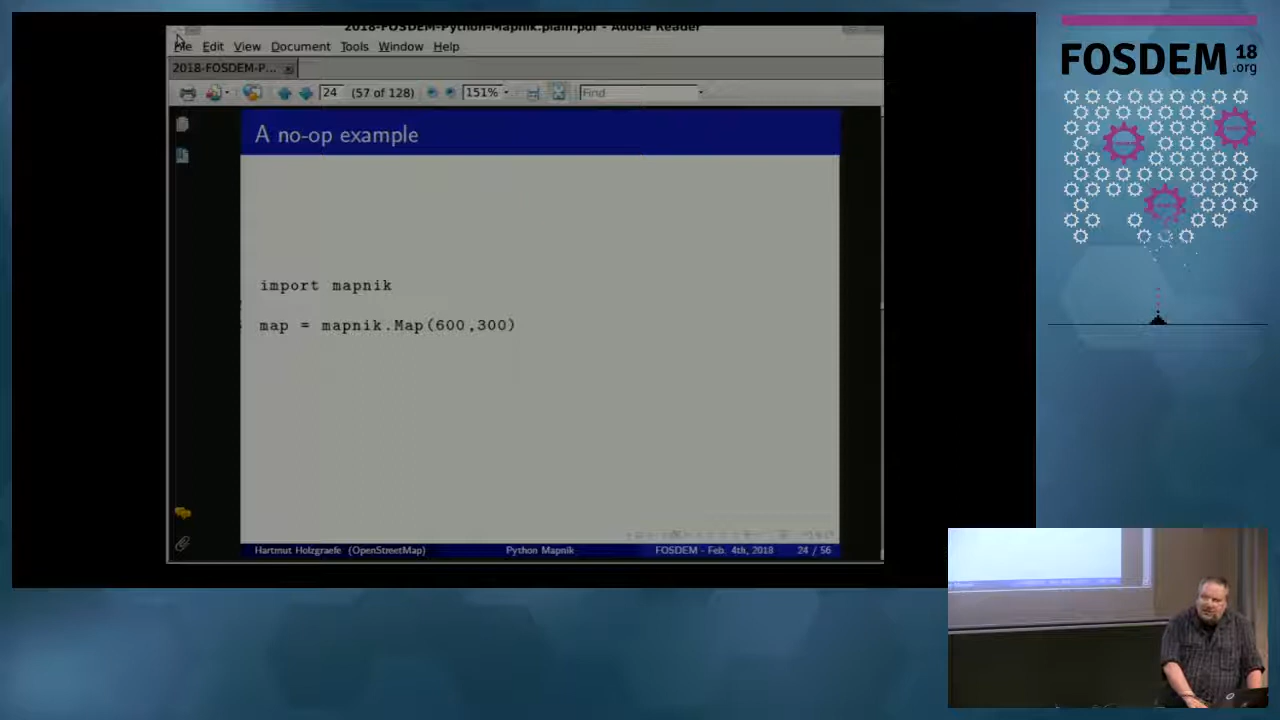 2018-FOSDEM-Python-Mapnik.plain.pdf - Adobe Reader
File Edit View Document Tools Window Help
2018-FOSDEM-P...
24 (57 of 128) 151% Find
A no-op example
import mapnik
map = mapnik.Map(600,300)
Hartmut Holzgraefe (OpenStreetMap) Python Mapnik FOSDEM - Feb. 4th, 2018 24 / 56
FOSDEM 18
.org